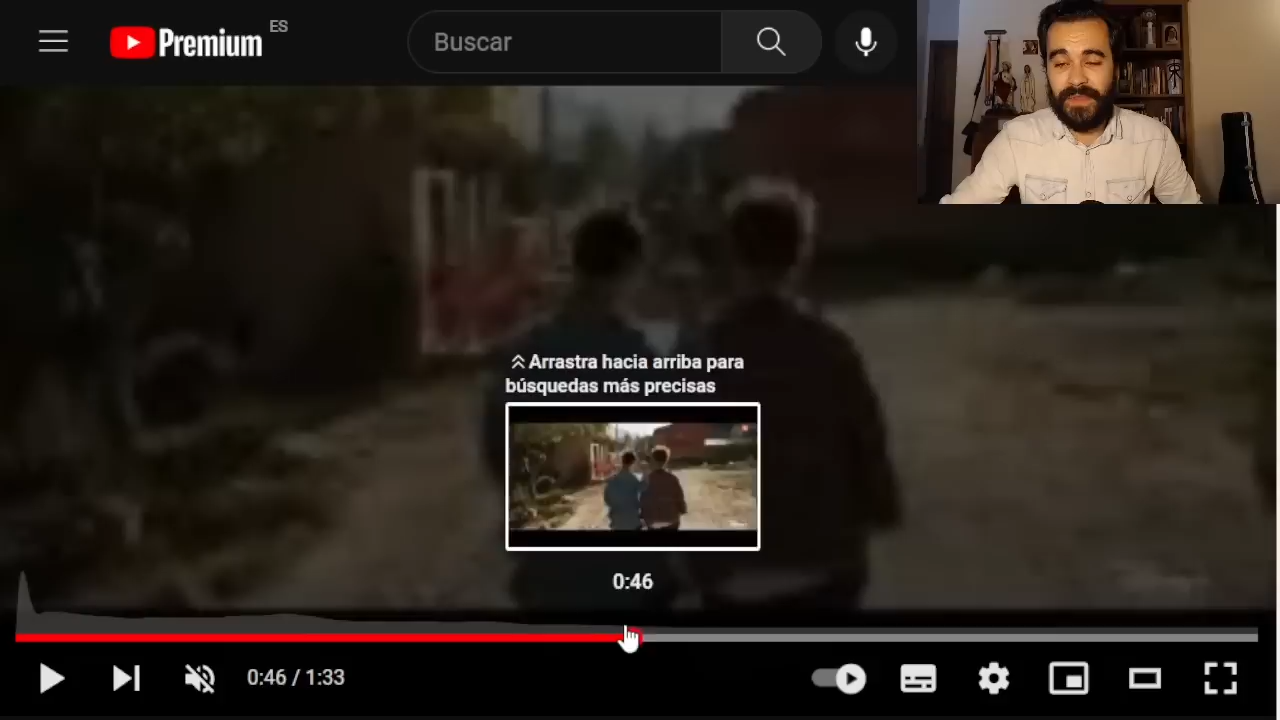 Premium ES
Buscar
Arrastra hacia arriba para
búsquedas más precisas
0:46
0:46 / 1:33